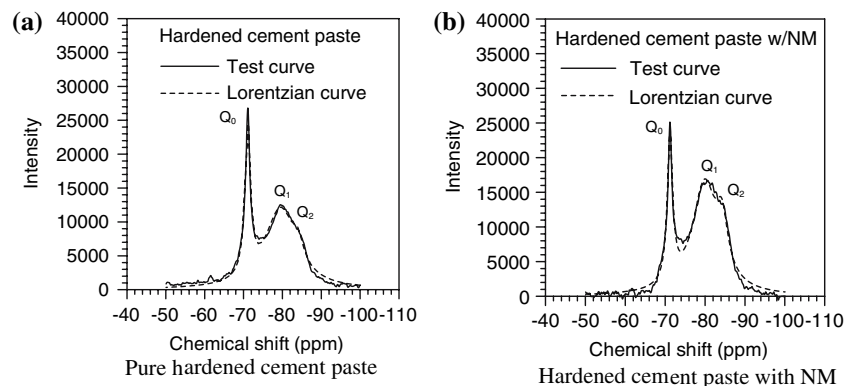 (a)
40000
35000
30000
25000
20000
15000
10000
5000
0
Intensity
Hardened cement paste
Test curve
Lorentzian curve
Q0
Q1
Q2
-40 -50 -60 -70 -80 -90 -100 -110
Chemical shift (ppm)
Pure hardened cement paste
(b)
40000
35000
30000
25000
20000
15000
10000
5000
0
Intensity
Hardened cement paste w/NM
Test curve
Lorentzian curve
Q0
Q1
Q2
-40 -50 -60 -70 -80 -90 -100 -110
Chemical shift (ppm)
Hardened cement paste with NM